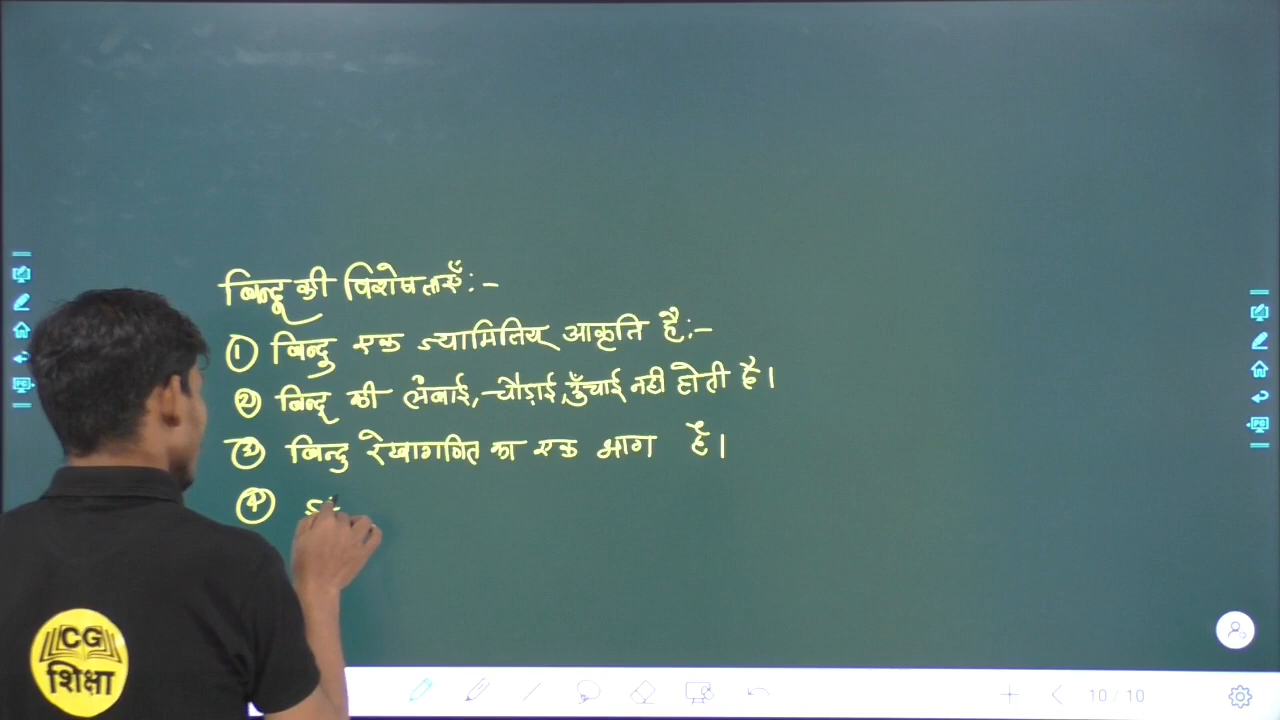 बिन्दू की विशेषताएँ:-
① बिन्दु एक ज्यामितिय आकृति है:-
② बिन्दू की लंबाई, चौड़ाई, ऊँचाई नही होती है।
③ बिन्दु रेखागणित का एक भाग है।
④
CG
शिक्षा
10 / 10